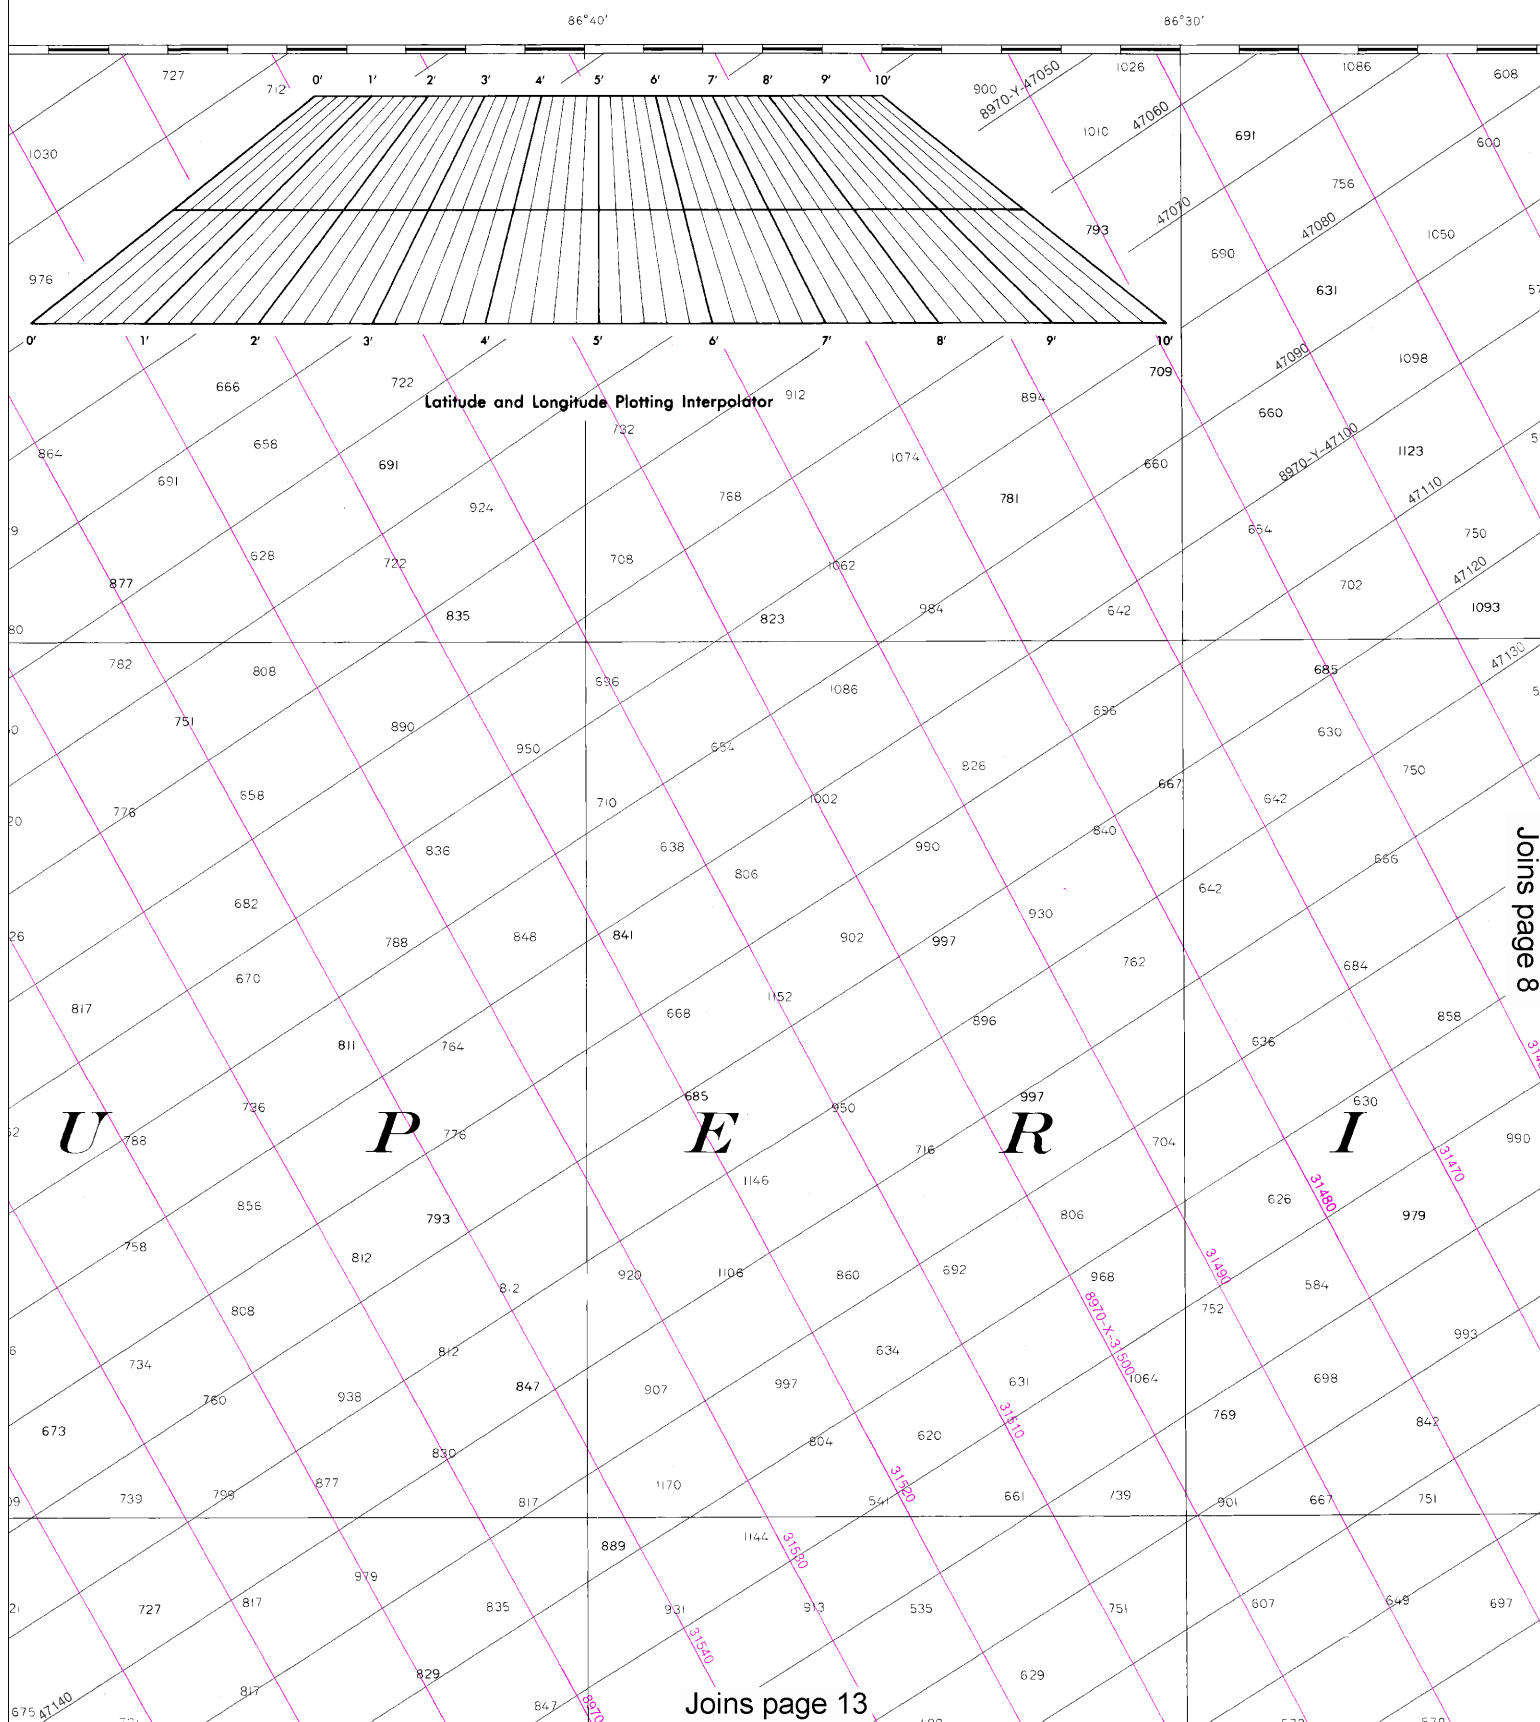 86°40' 86°30'
727 712 900 8970-Y-47050 1026 1086 608
0' 1' 2' 3' 4' 5' 6' 7' 8' 9' 10'
1030 1010 47060 691 600
756
976 793 47070 690 47080 1050
631
0' 1' 2' 3' 4' 5' 6' 7' 8' 9' 10'
47090 1098
666 722 912 894 709 660
Latitude and Longitude Plotting Interpolator
864 658 691 732 1074 660 8970-Y-47100 1123
691 924 768 781 47110
628 722 708 1062 654 750
877 47120
835 823 984 642 702 1093
782 808 696 1086 685 47130
751 890 950 654 696 630
828 667 750
776 658 710 1002 642
836 638 806 990 840 666
Joins page 8
682 930 642
788 848 841 902 997 762 684
670 1152
817 668 896 858
811 764 636
736 685 950 997 630
U P E R I
788 776 716 704 990
31470
1146 31480
856 793 806 626 979
758 812
812 920 1106 860 692 968 31490 584
808 752
8970-X-31500 993
734 812 634
760 938 847 907 997 631 1064 698
673 31510 769 842
830 804 620
877 1170 31520
739 799 817 541 661 739 901 667 751
889 1144 31530
979
727 817 835 931 913 535 751 607 649 697
31540
829 629
675 47140 817 847 8970
Joins page 13